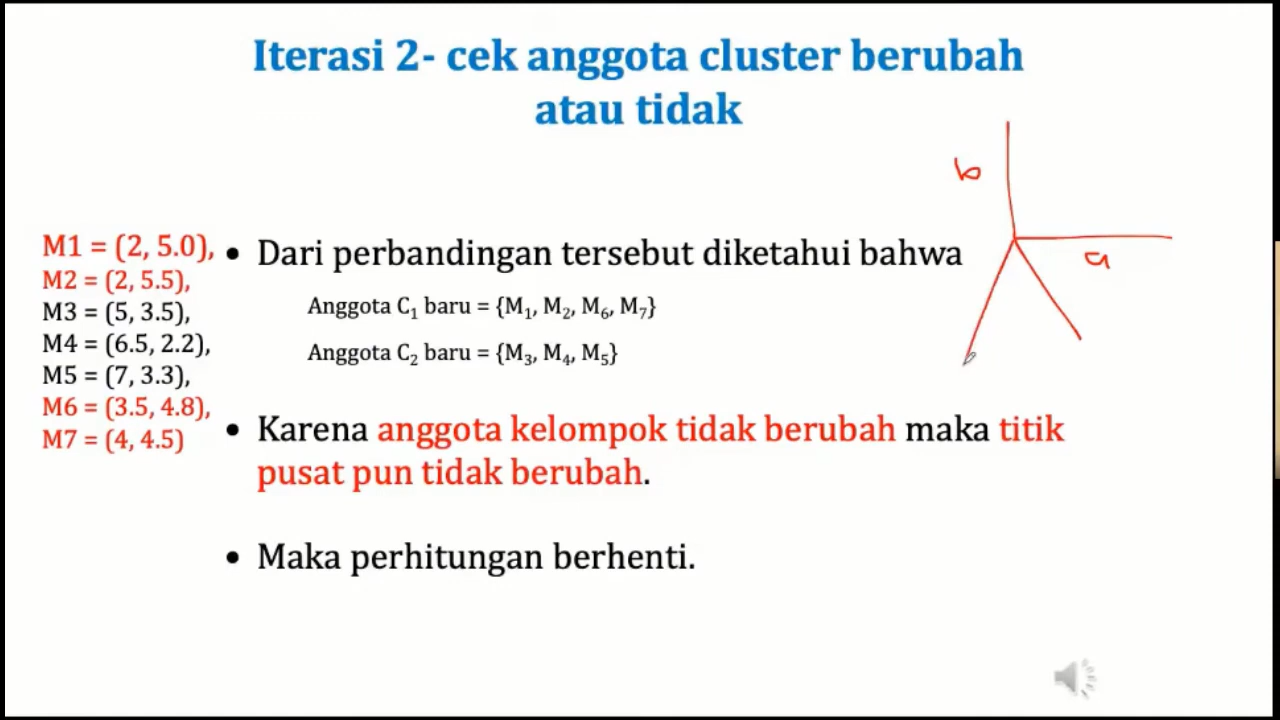 Iterasi 2- cek anggota cluster berubah
atau tidak
b
a
M1 = (2, 5.0),
M2 = (2, 5.5),
M3 = (5, 3.5),
M4 = (6.5, 2.2),
M5 = (7, 3.3),
M6 = (3.5, 4.8),
M7 = (4, 4.5)
• Dari perbandingan tersebut diketahui bahwa
Anggota C₁ baru = {M₁, M₂, M₆, M₇}
Anggota C₂ baru = {M₃, M₄, M₅}
• Karena anggota kelompok tidak berubah maka titik
pusat pun tidak berubah.
• Maka perhitungan berhenti.